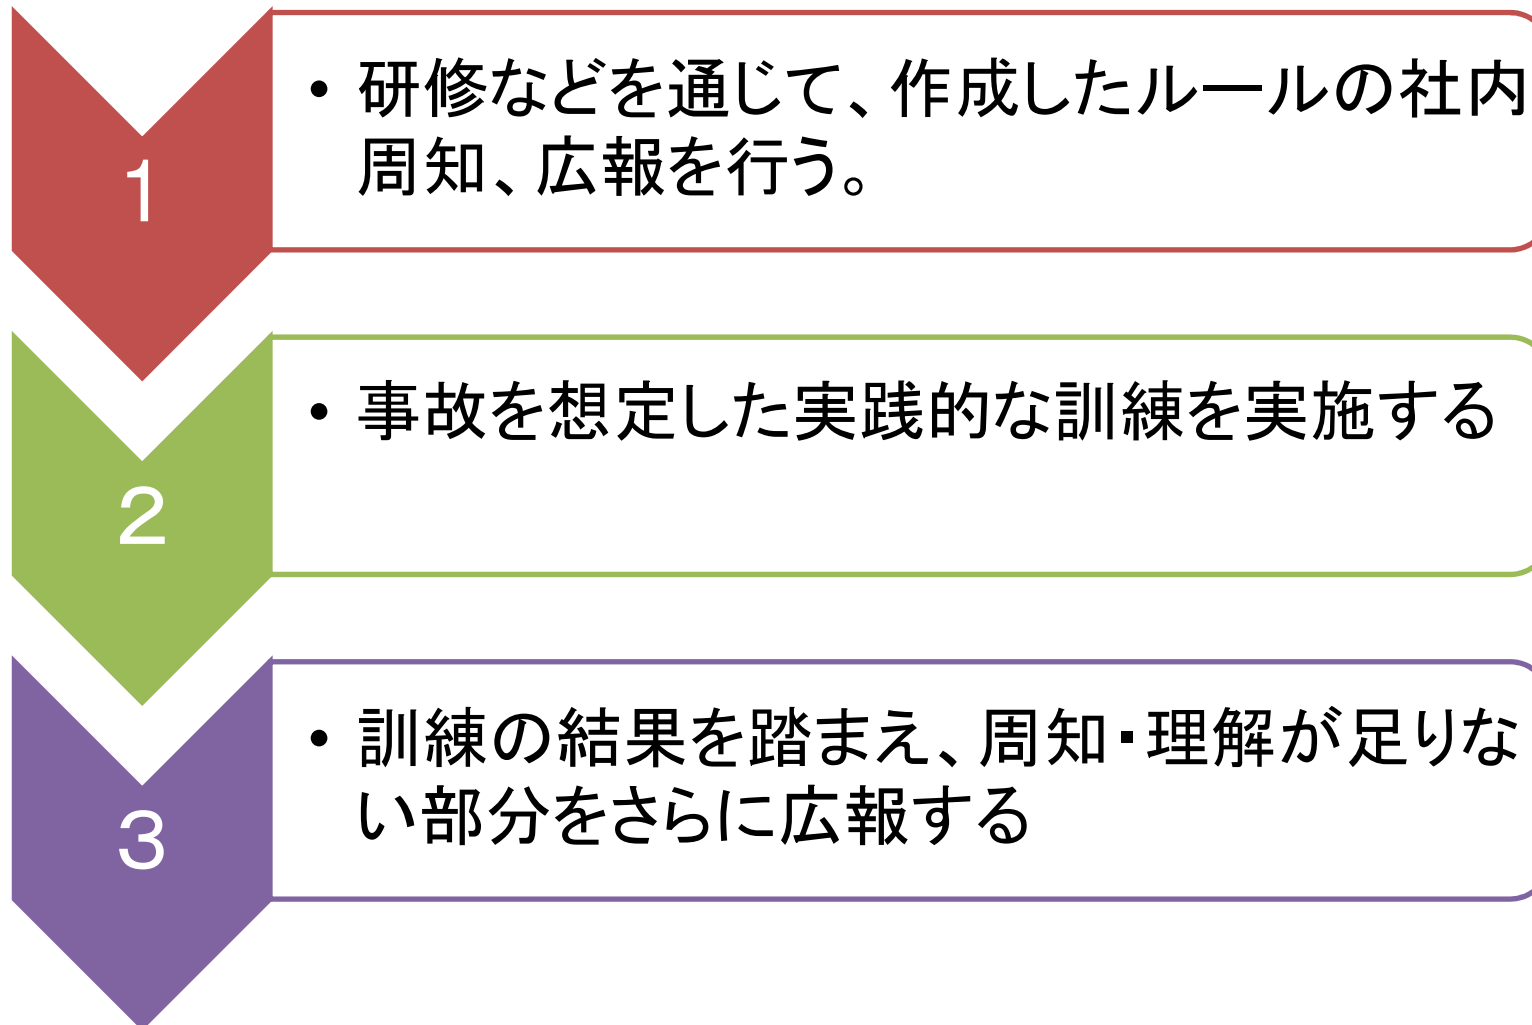 1
• 研修などを通じて、作成したルールの社内
周知、広報を行う。
2
• 事故を想定した実践的な訓練を実施する
3
• 訓練の結果を踏まえ、周知・理解が足りな
い部分をさらに広報する